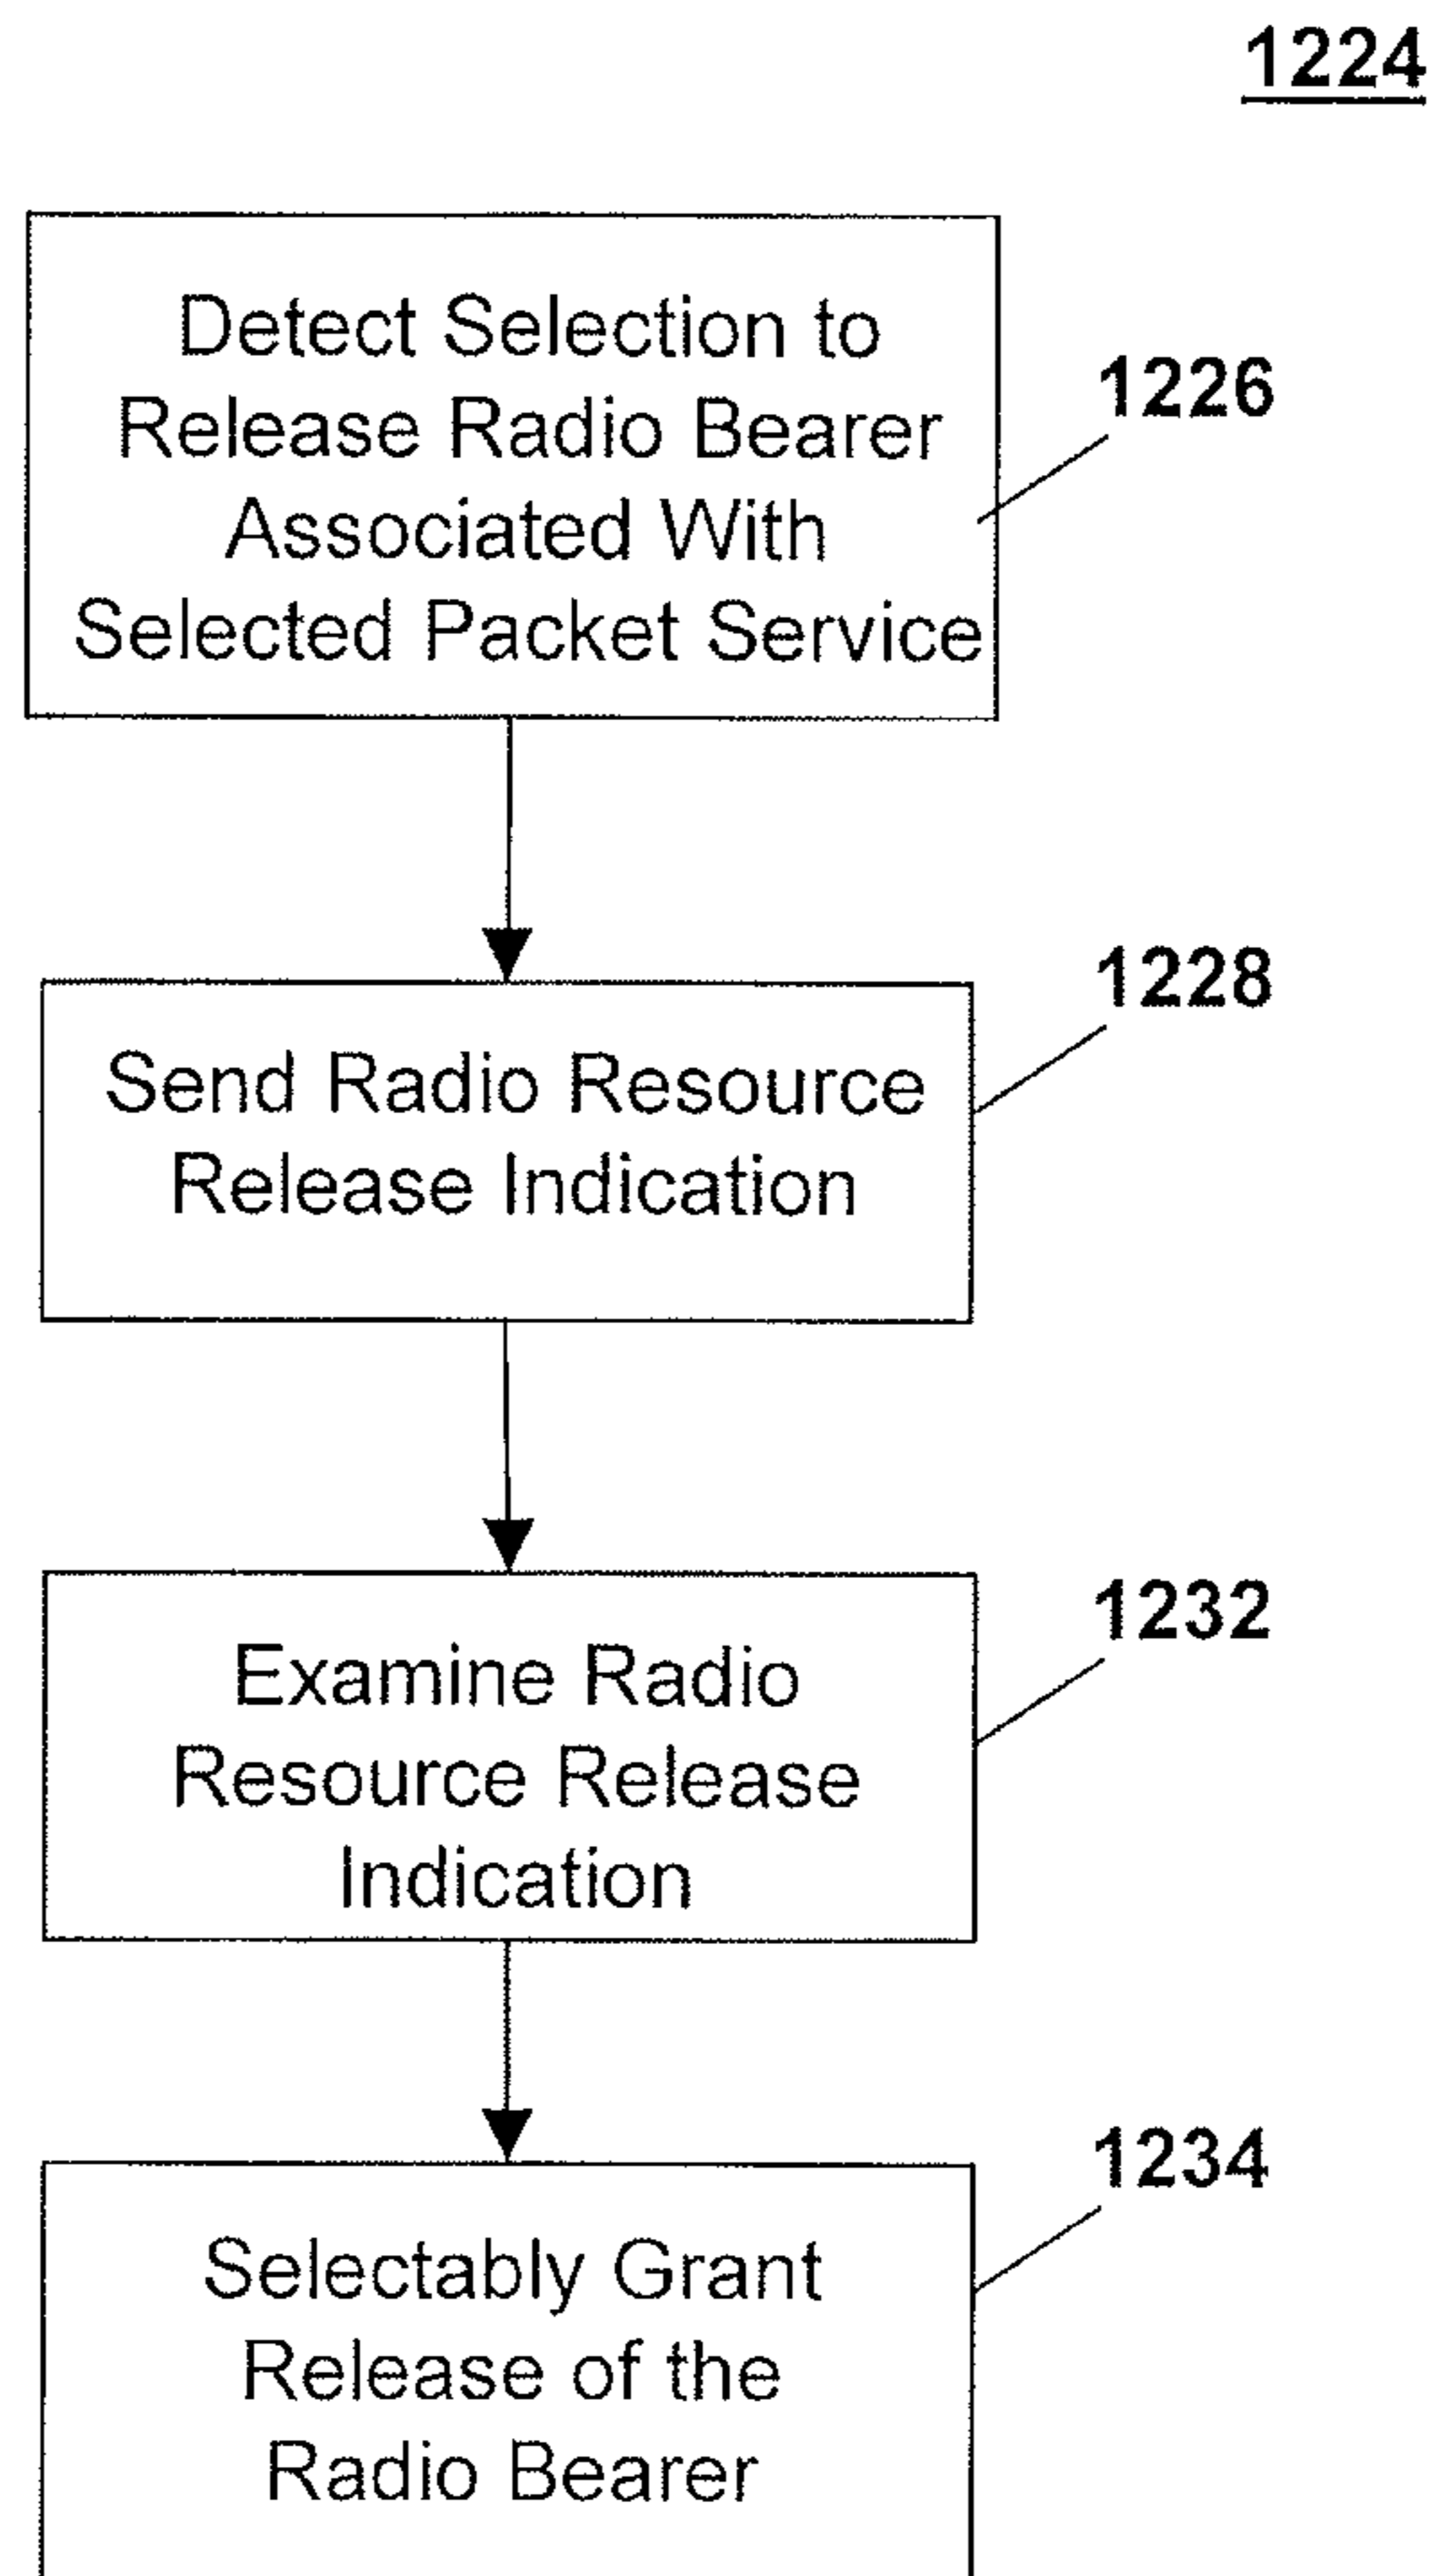 1224
Detect Selection to
Release Radio Bearer
Associated With
Selected Packet Service
1226
Send Radio Resource
Release Indication
1228
Examine Radio
Resource Release
Indication
1232
Selectably Grant
Release of the
Radio Bearer
1234